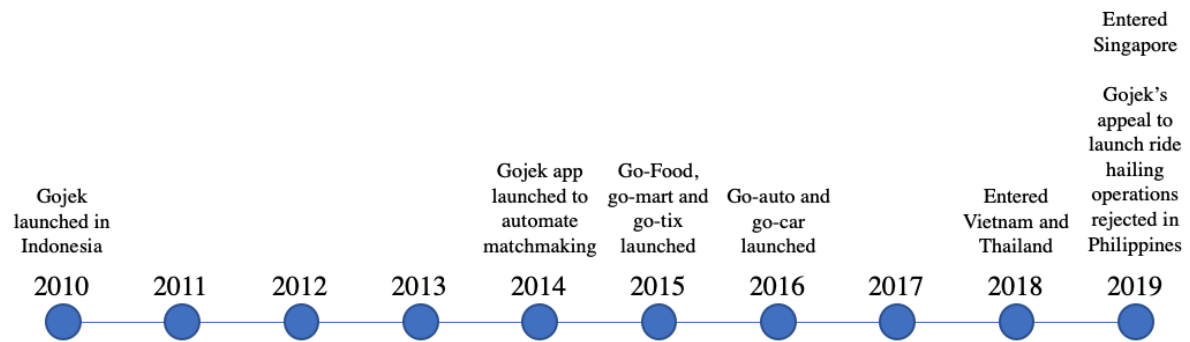 Gojek
launched in
Indonesia
2010
2011
2012
2013
Gojek app
launched to
automate
matchmaking
2014
Go-Food,
go-mart and
go-tix
launched
2015
Go-auto and
go-car
launched
2016
2017
Entered
Vietnam and
Thailand
2018
Entered
Singapore
Gojek’s
appeal to
launch ride
hailing
operations
rejected in
Philippines
2019